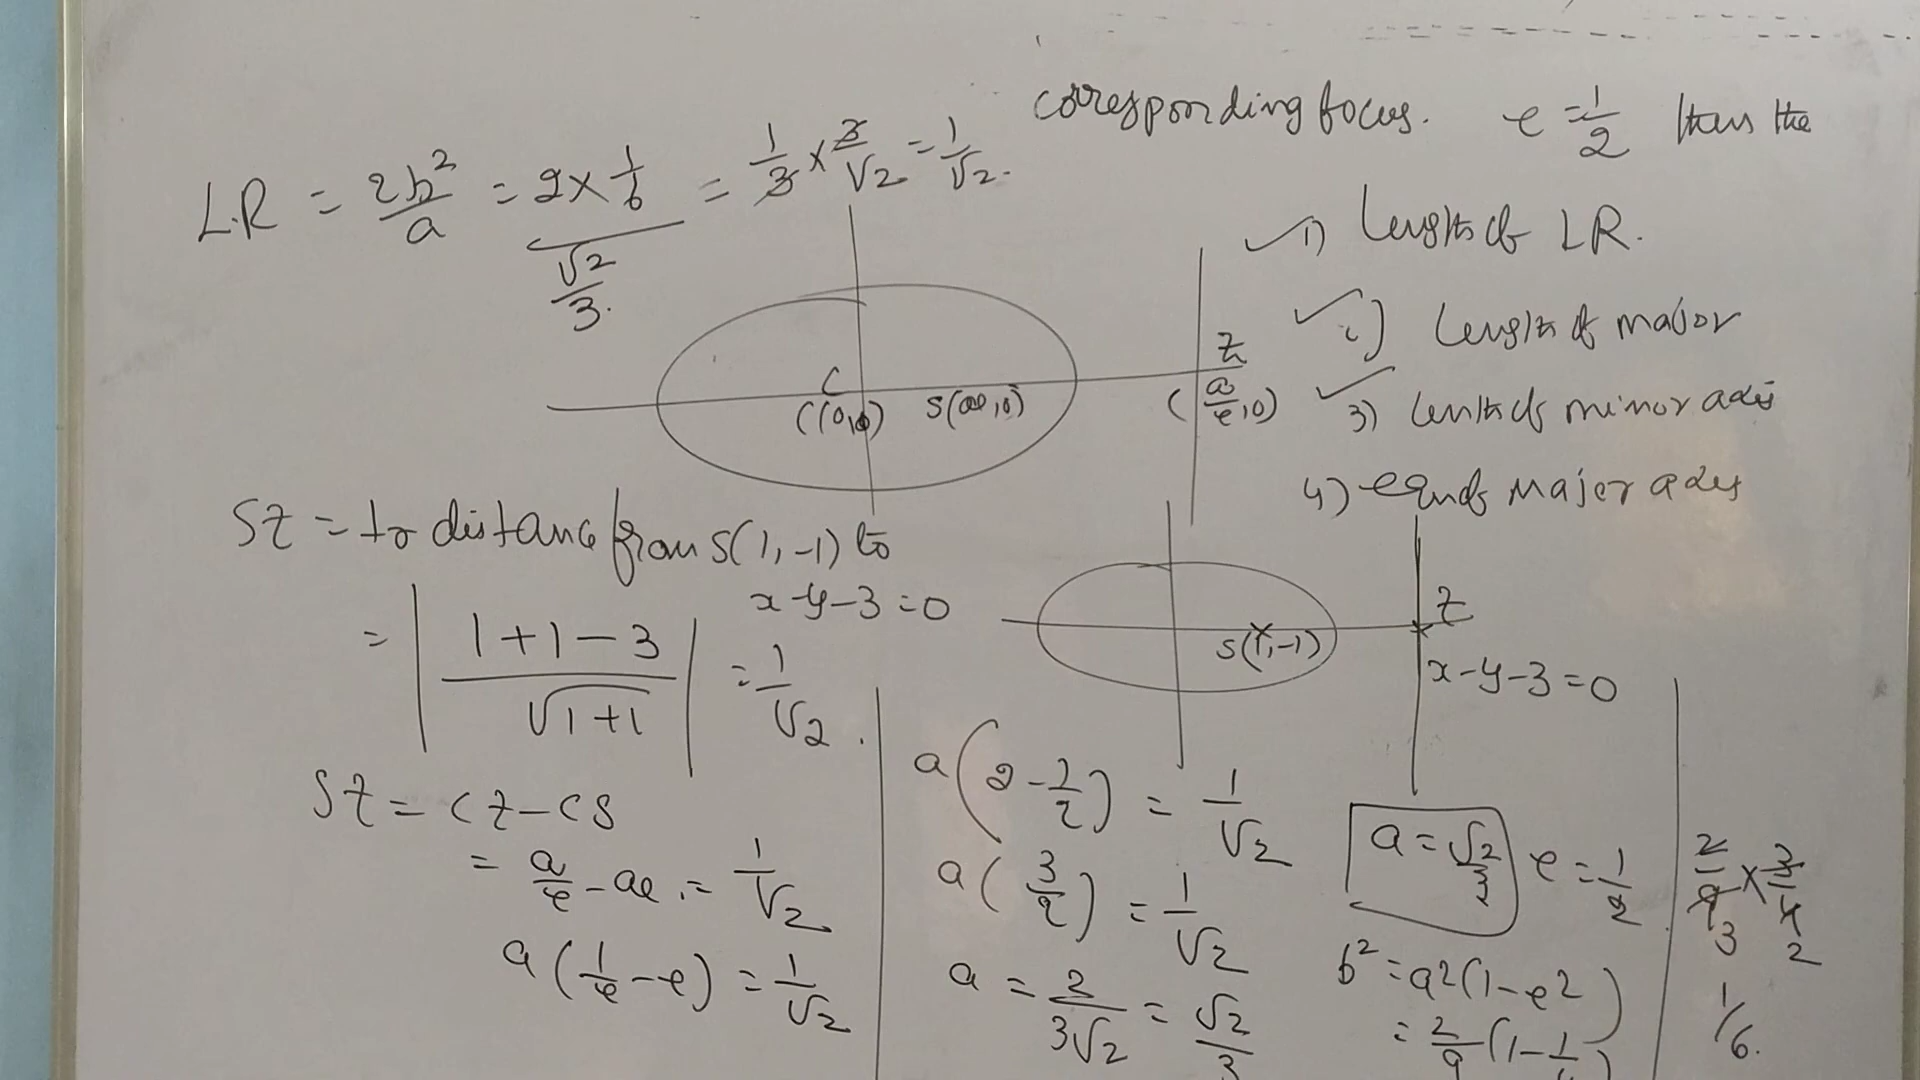 corresponding focus. e = 1/2 then the
L.R = 2b²/a = (2 × 1/6)/(√2/3) = 1/3 × 3/√2 = 1/√2.
1) Length of LR.
2) Length of major
3) Length of minor axis
4) eqn of Major axis
C
C(0,0) S(ae,0)
Z
(a/e,0)
SZ = ⊥r distance from S(1,-1) to
x-y-3=0
= |(1+1-3)/√(1+1)| = 1/√2.
S(1,-1)
Z
x-y-3=0
SZ = CZ-CS
= a/e - ae = 1/√2
a(1/e - e) = 1/√2
a(2 - 1/2) = 1/√2
a(3/2) = 1/√2
a = 2/(3√2) = √2/3
a = √2/3 e = 1/2
b² = a²(1-e²)
= 2/9(1-1/4)
2/9 × 3/4
3 2
1/6.